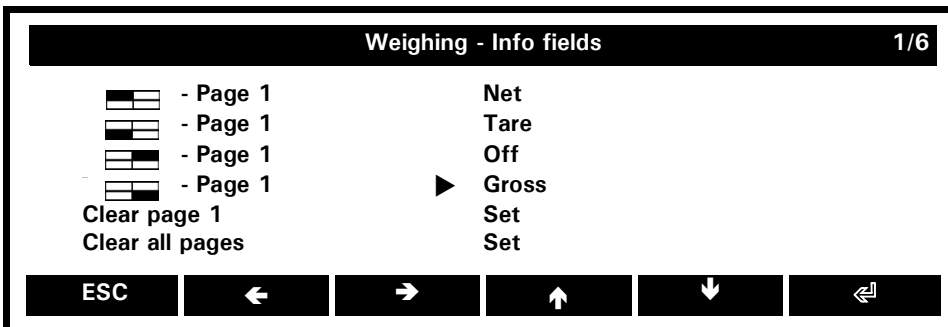 Weighing - Info fields 1/6
- Page 1 Net
- Page 1 Tare
- Page 1 Off
- Page 1 ▶ Gross
Clear page 1 Set
Clear all pages Set
ESC ← → ↑ ↓ ↵